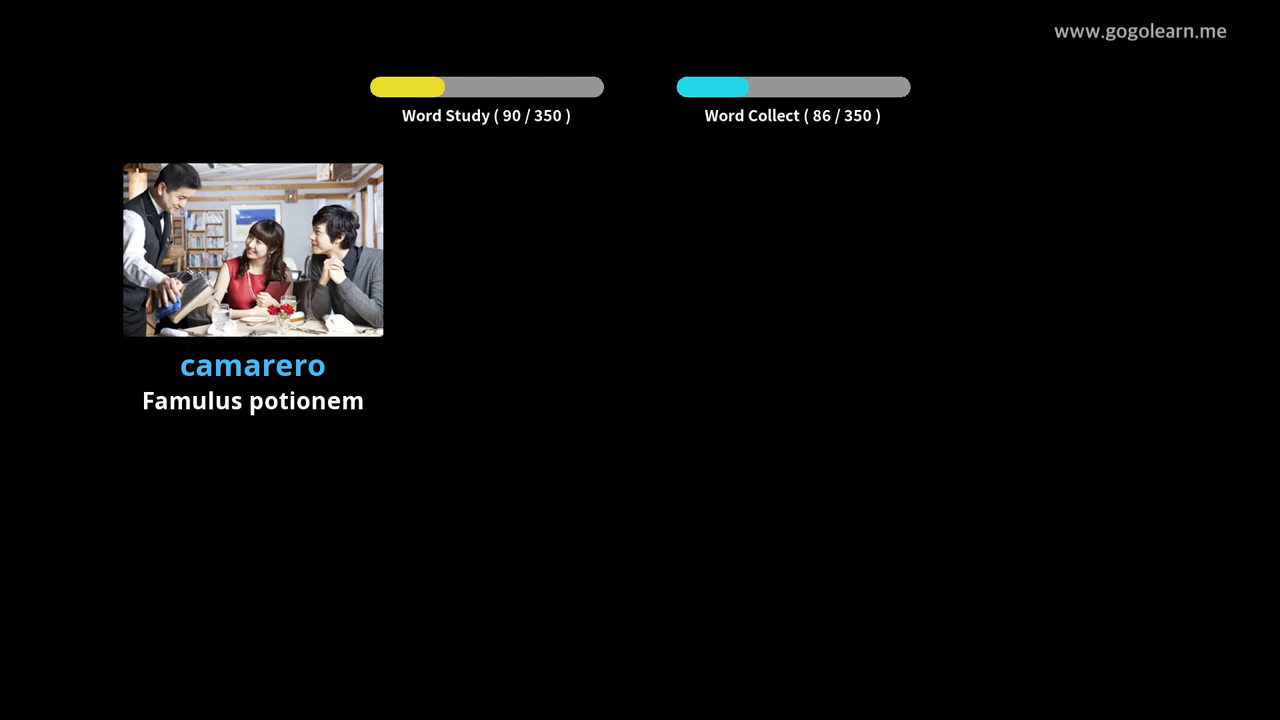 www.gogolearn.me
Word Study ( 90 / 350 )
Word Collect ( 86 / 350 )
camarero
Famulus potionem